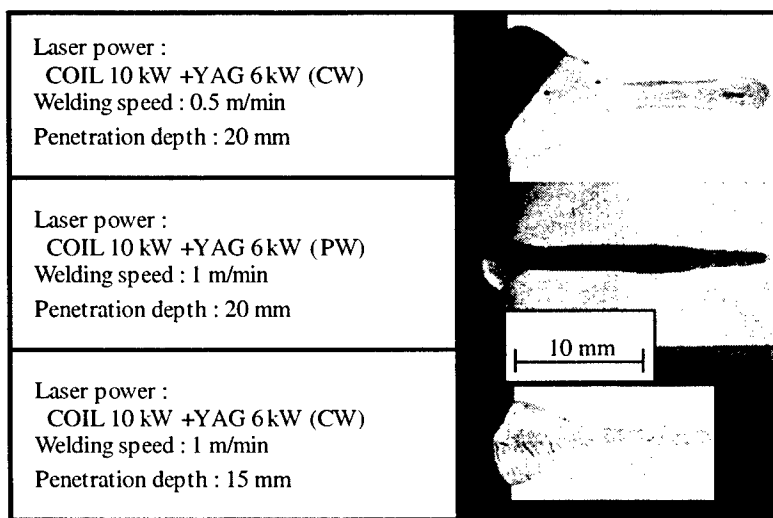 Laser power :
COIL 10 kW +YAG 6 kW (CW)
Welding speed : 0.5 m/min
Penetration depth : 20 mm
Laser power :
COIL 10 kW +YAG 6 kW (PW)
Welding speed : 1 m/min
Penetration depth : 20 mm
10 mm
Laser power :
COIL 10 kW +YAG 6 kW (CW)
Welding speed : 1 m/min
Penetration depth : 15 mm